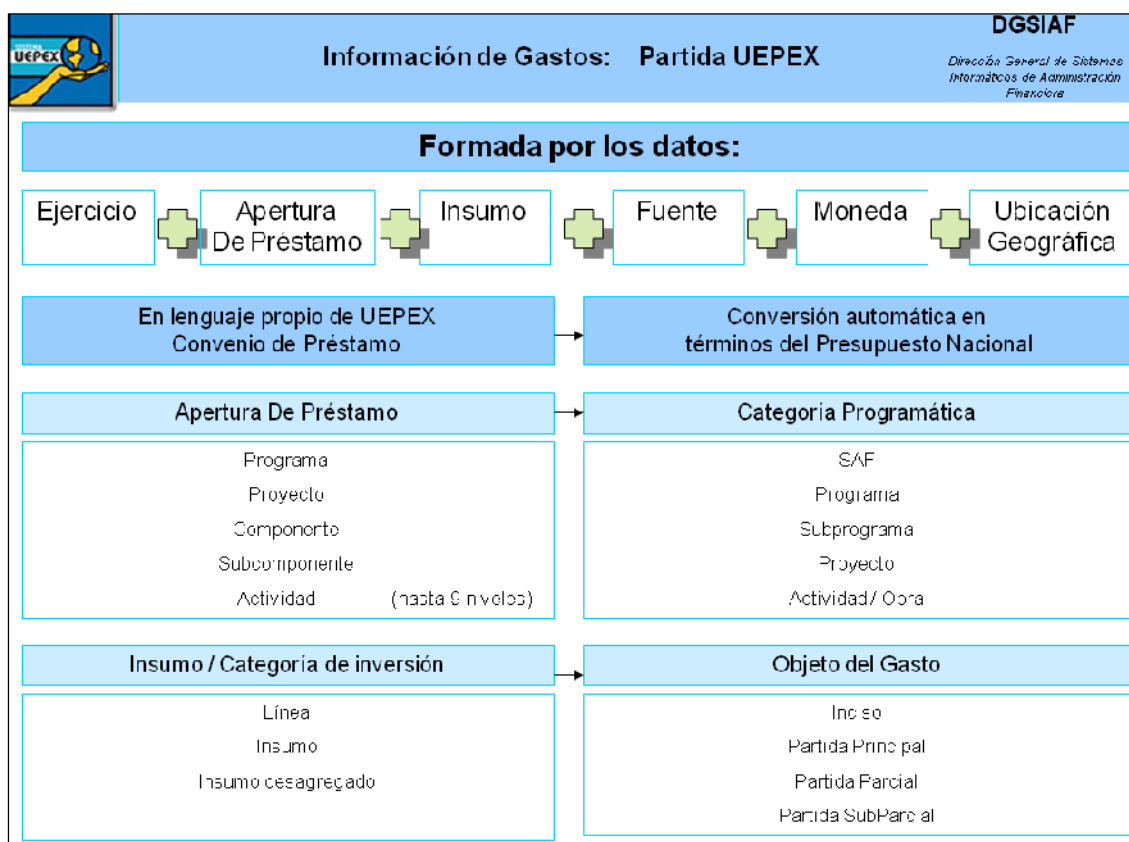 SISTEMA
UEPEX
Información de Gastos: Partida UEPEX
DGSIAF
Dirección General de Sistemas
Informáticos de Administración
Financiera
Formada por los datos:
Ejercicio
Apertura
De Préstamo
Insumo
Fuente
Moneda
Ubicación
Geográfica
En lenguaje propio de UEPEX
Convenio de Préstamo
Conversión automática en
términos del Presupuesto Nacional
Apertura De Préstamo
Categoría Programática
Programa
Proyecto
Componente
Subcomponente
Actividad (hasta 9 niveles)
SAF
Programa
Subprograma
Proyecto
Actividad / Obra
Insumo / Categoría de inversión
Objeto del Gasto
Línea
Insumo
Insumo desagregado
Inciso
Partida Principal
Partida Parcial
Partida SubParcial